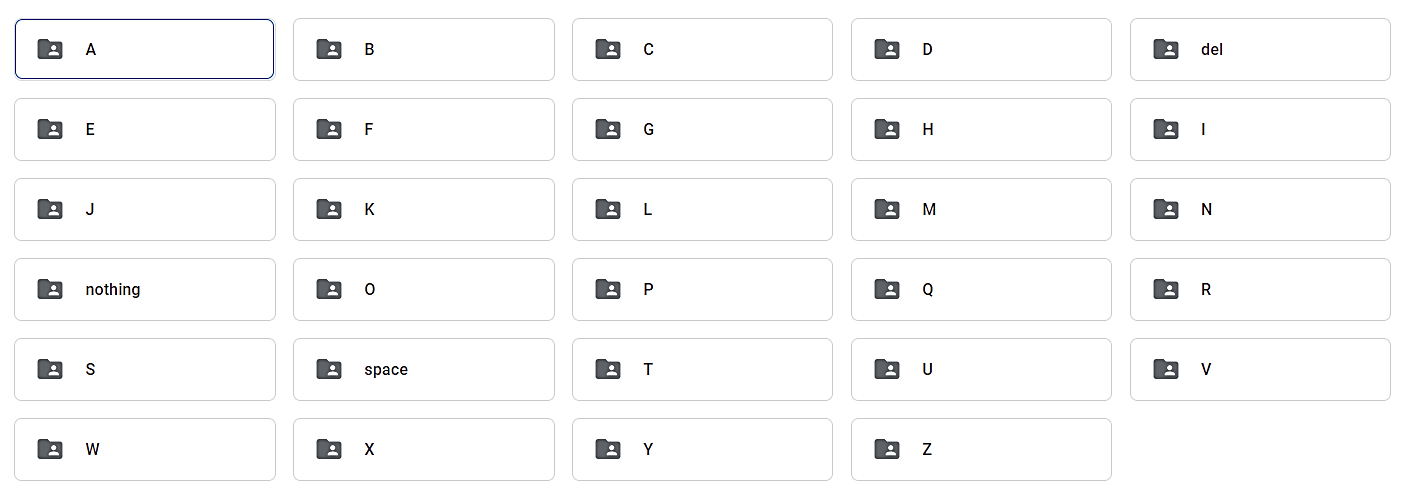 A B C D del
E F G H I
J K L M N
nothing O P Q R
S space T U V
W X Y Z